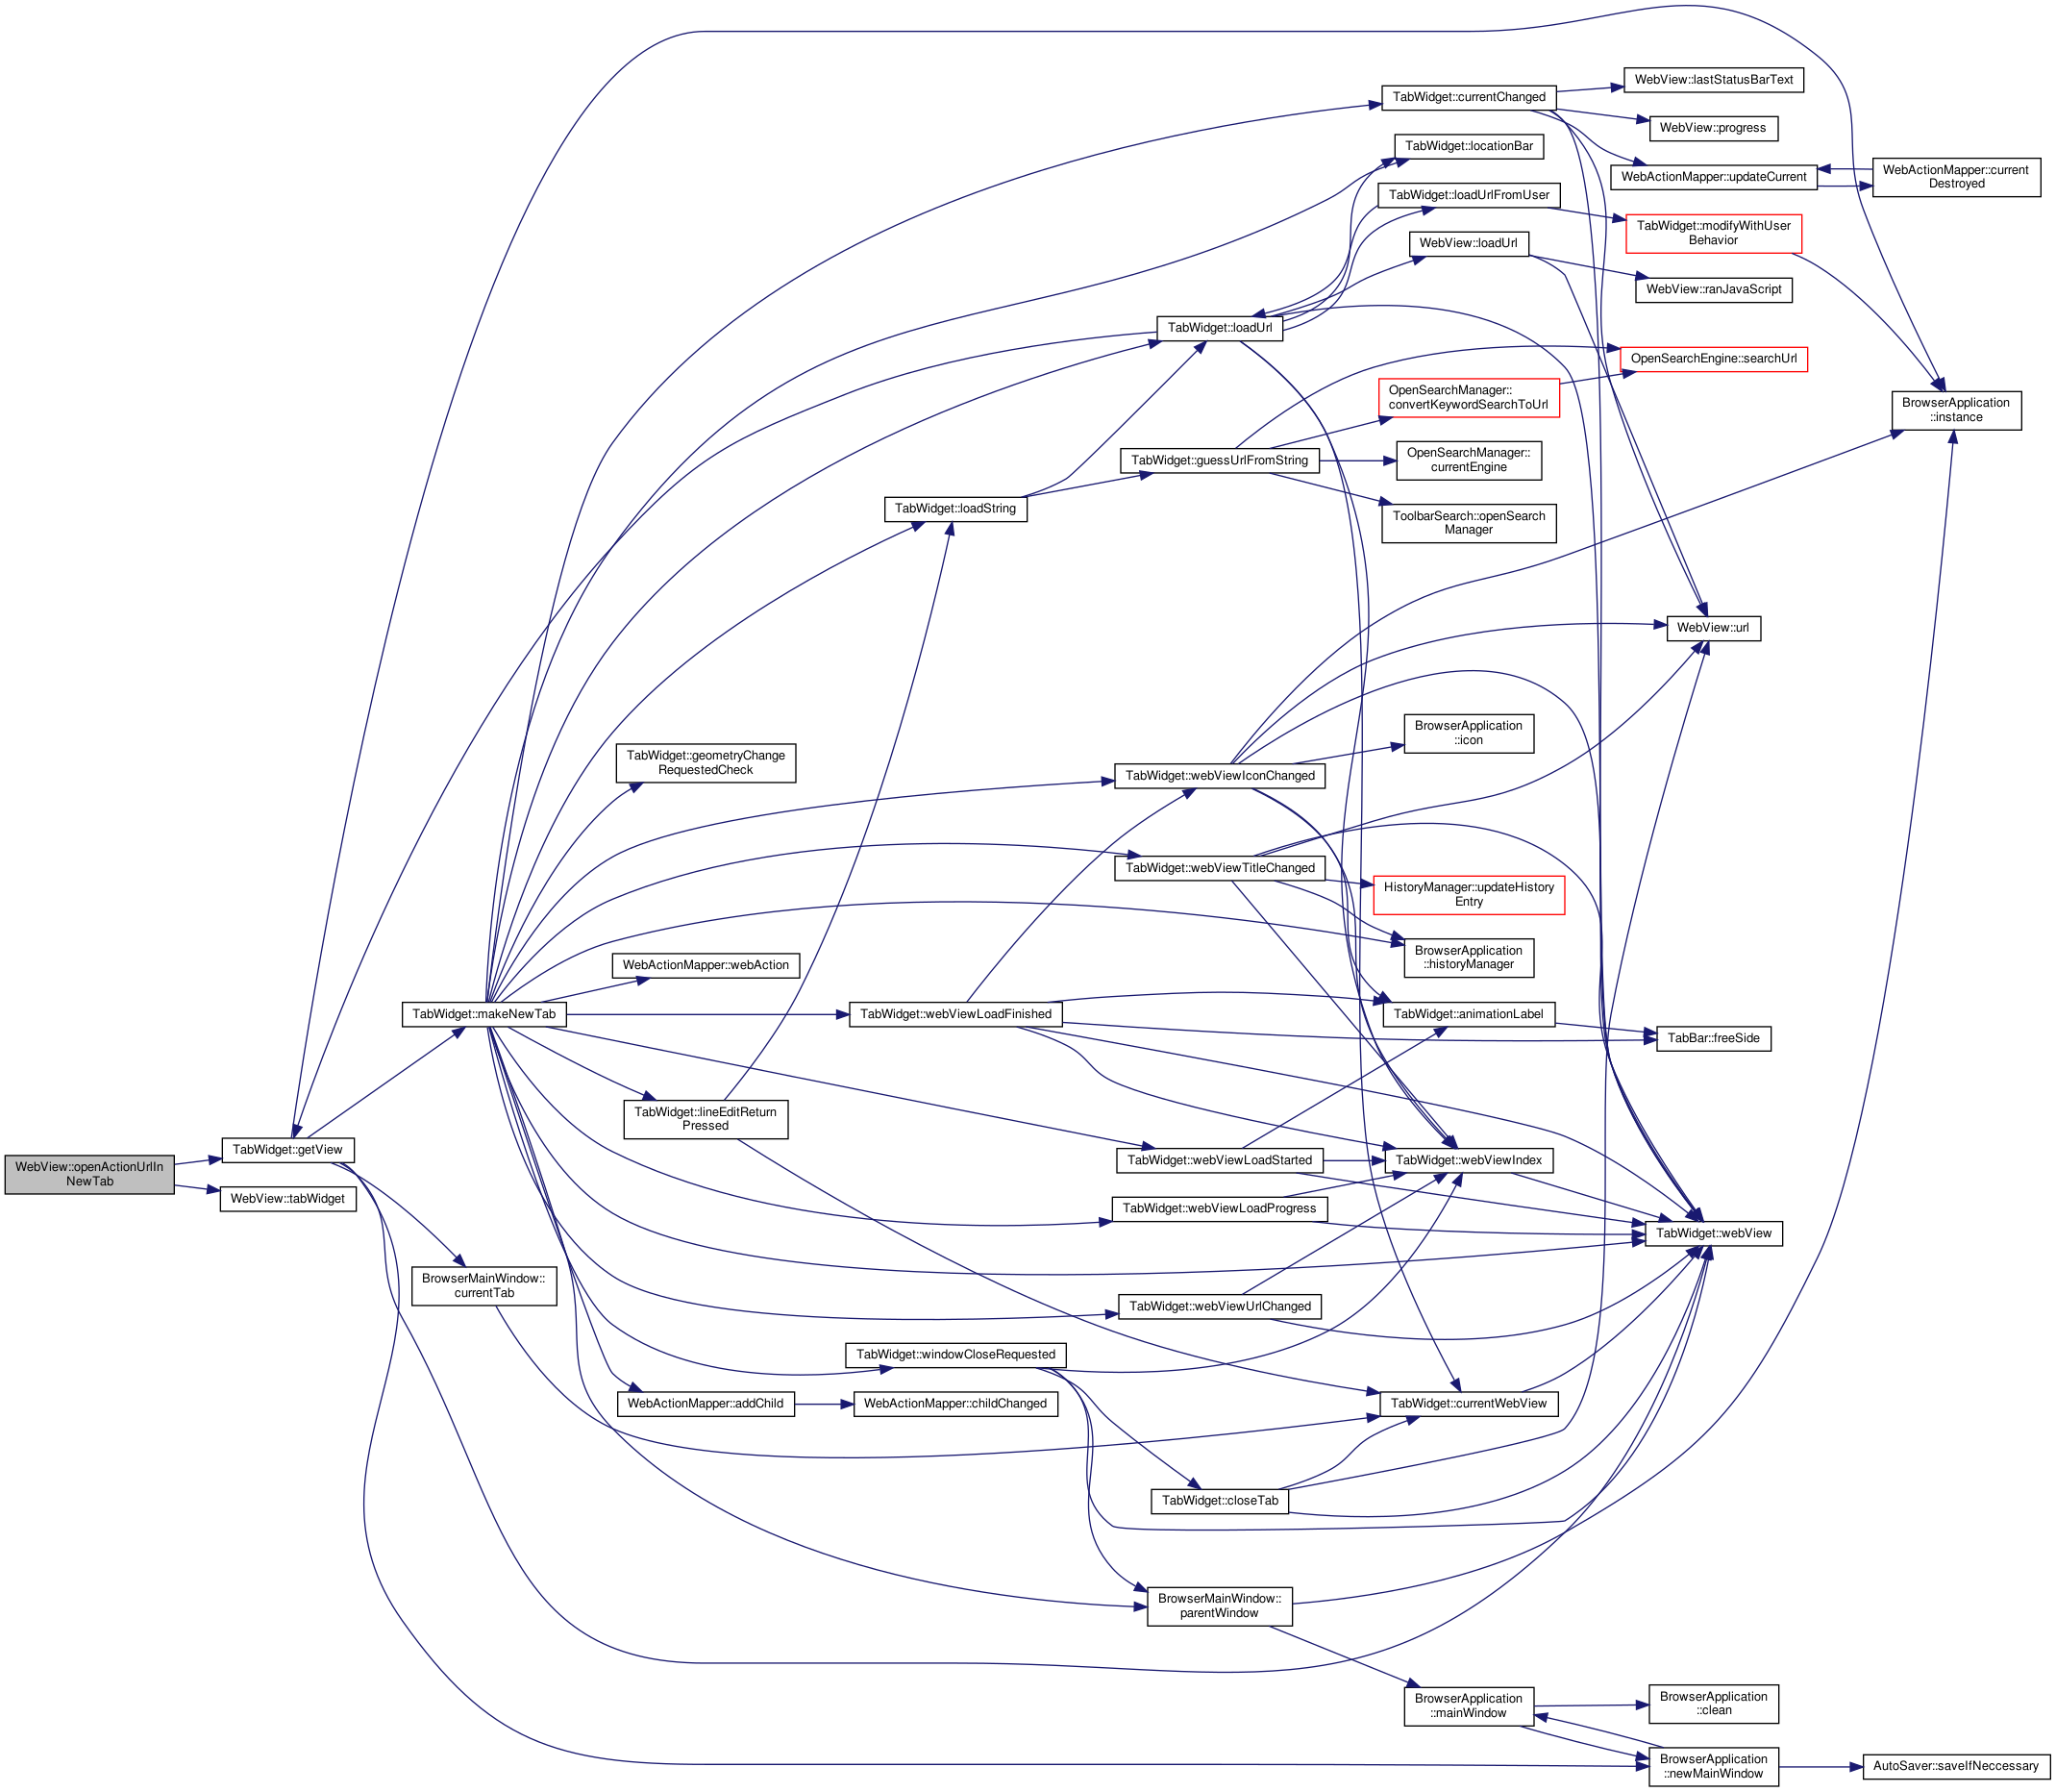 WebView::openActionUrlIn
NewTab
TabWidget::getView
WebView::tabWidget
TabWidget::makeNewTab
BrowserMainWindow::
currentTab
TabWidget::geometryChange
RequestedCheck
WebActionMapper::webAction
TabWidget::lineEditReturn
Pressed
WebActionMapper::addChild
TabWidget::loadString
TabWidget::webViewLoadFinished
TabWidget::windowCloseRequested
WebActionMapper::childChanged
TabWidget::loadUrl
TabWidget::guessUrlFromString
TabWidget::webViewIconChanged
TabWidget::webViewTitleChanged
TabWidget::webViewLoadStarted
TabWidget::webViewLoadProgress
TabWidget::webViewUrlChanged
TabWidget::closeTab
BrowserMainWindow::
parentWindow
TabWidget::currentChanged
TabWidget::locationBar
TabWidget::loadUrlFromUser
WebView::loadUrl
OpenSearchManager::
convertKeywordSearchToUrl
OpenSearchManager::
currentEngine
ToolbarSearch::openSearch
Manager
BrowserApplication
::icon
HistoryManager::updateHistory
Entry
BrowserApplication
::historyManager
TabWidget::animationLabel
TabWidget::webViewIndex
TabWidget::currentWebView
BrowserApplication
::mainWindow
WebView::lastStatusBarText
WebView::progress
WebActionMapper::updateCurrent
TabWidget::modifyWithUser
Behavior
WebView::ranJavaScript
OpenSearchEngine::searchUrl
WebView::url
TabBar::freeSide
TabWidget::webView
BrowserApplication
::clean
BrowserApplication
::newMainWindow
WebActionMapper::current
Destroyed
BrowserApplication
::instance
AutoSaver::saveIfNeccessary